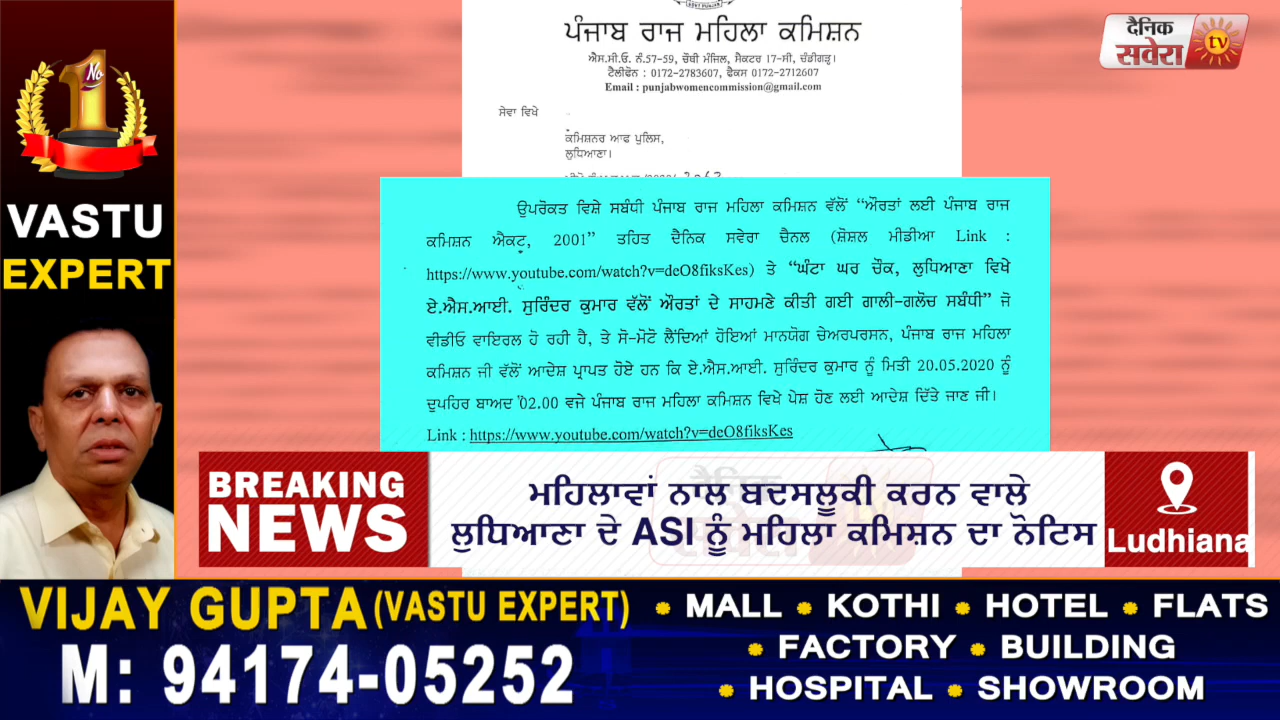 No
1
VASTU
EXPERT
GOVT PUNJAB
ਪੰਜਾਬ ਰਾਜ ਮਹਿਲਾ ਕਮਿਸ਼ਨ
ਐਸ.ਸੀ.ਓ. ਨੰ.57-59, ਚੌਥੀ ਮੰਜਿਲ, ਸੈਕਟਰ 17-ਸੀ, ਚੰਡੀਗੜ੍ਹ।
ਟੈਲੀਫੋਨ : 0172-2783607, ਫੈਕਸ 0172-2712607
Email : punjabwomencommission@gmail.com
ਦੈਨਿਕ
दैनिक
सवेरा tv
ਸੇਵਾ ਵਿਖੇ
ਕਮਿਸ਼ਨਰ ਆਫ ਪੁਲਿਸ,
ਲੁਧਿਆਣਾ।
ਉਪਰੋਕਤ ਵਿਸ਼ੇ ਸਬੰਧੀ ਪੰਜਾਬ ਰਾਜ ਮਹਿਲਾ ਕਮਿਸ਼ਨ ਵੱਲੋਂ “ਔਰਤਾਂ ਲਈ ਪੰਜਾਬ ਰਾਜ
ਕਮਿਸ਼ਨ ਐਕਟ, 2001” ਤਹਿਤ ਦੈਨਿਕ ਸਵੇਰਾ ਚੈਨਲ (ਸ਼ੋਸ਼ਲ ਮੀਡੀਆ Link :
https://www.youtube.com/watch?v=deO8fiksKes) ਤੇ “ਘੰਟਾ ਘਰ ਚੌਕ, ਲੁਧਿਆਣਾ ਵਿਖੇ
ਏ.ਐਸ.ਆਈ. ਸੁਰਿੰਦਰ ਕੁਮਾਰ ਵੱਲੋਂ ਔਰਤਾਂ ਦੇ ਸਾਹਮਣੇ ਕੀਤੀ ਗਈ ਗਾਲੀ-ਗਲੋਚ ਸਬੰਧੀ” ਜੋ
ਵੀਡੀਓ ਵਾਇਰਲ ਹੋ ਰਹੀ ਹੈ, ਤੇ ਸੋ-ਮੋਟੋ ਲੈਂਦਿਆਂ ਹੋਇਆਂ ਮਾਨਯੋਗ ਚੇਅਰਪਰਸਨ, ਪੰਜਾਬ ਰਾਜ ਮਹਿਲਾ
ਕਮਿਸ਼ਨ ਜੀ ਵੱਲੋਂ ਆਦੇਸ਼ ਪ੍ਰਾਪਤ ਹੋਏ ਹਨ ਕਿ ਏ.ਐਸ.ਆਈ. ਸੁਰਿੰਦਰ ਕੁਮਾਰ ਨੂੰ ਮਿਤੀ 20.05.2020 ਨੂੰ
ਦੁਪਹਿਰ ਬਾਅਦ 02.00 ਵਜੇ ਪੰਜਾਬ ਰਾਜ ਮਹਿਲਾ ਕਮਿਸ਼ਨ ਵਿਖੇ ਪੇਸ਼ ਹੋਣ ਲਈ ਆਦੇਸ਼ ਦਿੱਤੇ ਜਾਣ ਜੀ।
Link : https://www.youtube.com/watch?v=deO8fiksKes
BREAKING
NEWS
ਮਹਿਲਾਵਾਂ ਨਾਲ ਬਦਸਲੂਕੀ ਕਰਨ ਵਾਲੇ
ਲੁਧਿਆਣਾ ਦੇ ASI ਨੂੰ ਮਹਿਲਾ ਕਮਿਸ਼ਨ ਦਾ ਨੋਟਿਸ
Ludhiana
VIJAY GUPTA (VASTU EXPERT)
M: 94174-05252
MALL KOTHI HOTEL FLATS
FACTORY BUILDING
HOSPITAL SHOWROOM